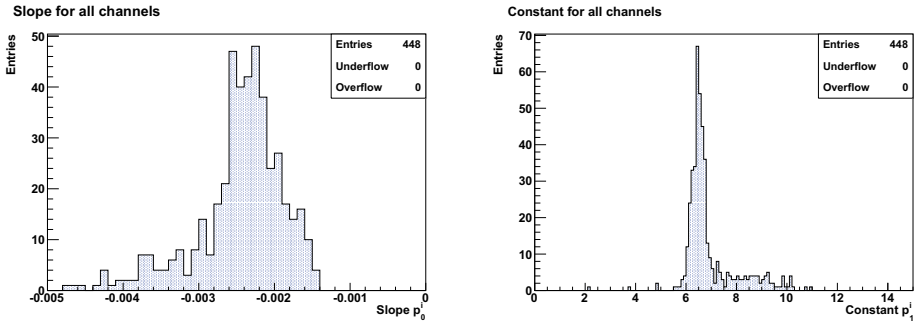 Slope for all channels
Entries
50
40
30
20
10
0
-0.005
-0.004
-0.003
-0.002
-0.001
0
Slope p₀ⁱ
Entries 448
Underflow 0
Overflow 0
Constant for all channels
Entries
70
60
50
40
30
20
10
0
0
2
4
6
8
10
12
14
Constant p₁ⁱ
Entries 448
Underflow 0
Overflow 0